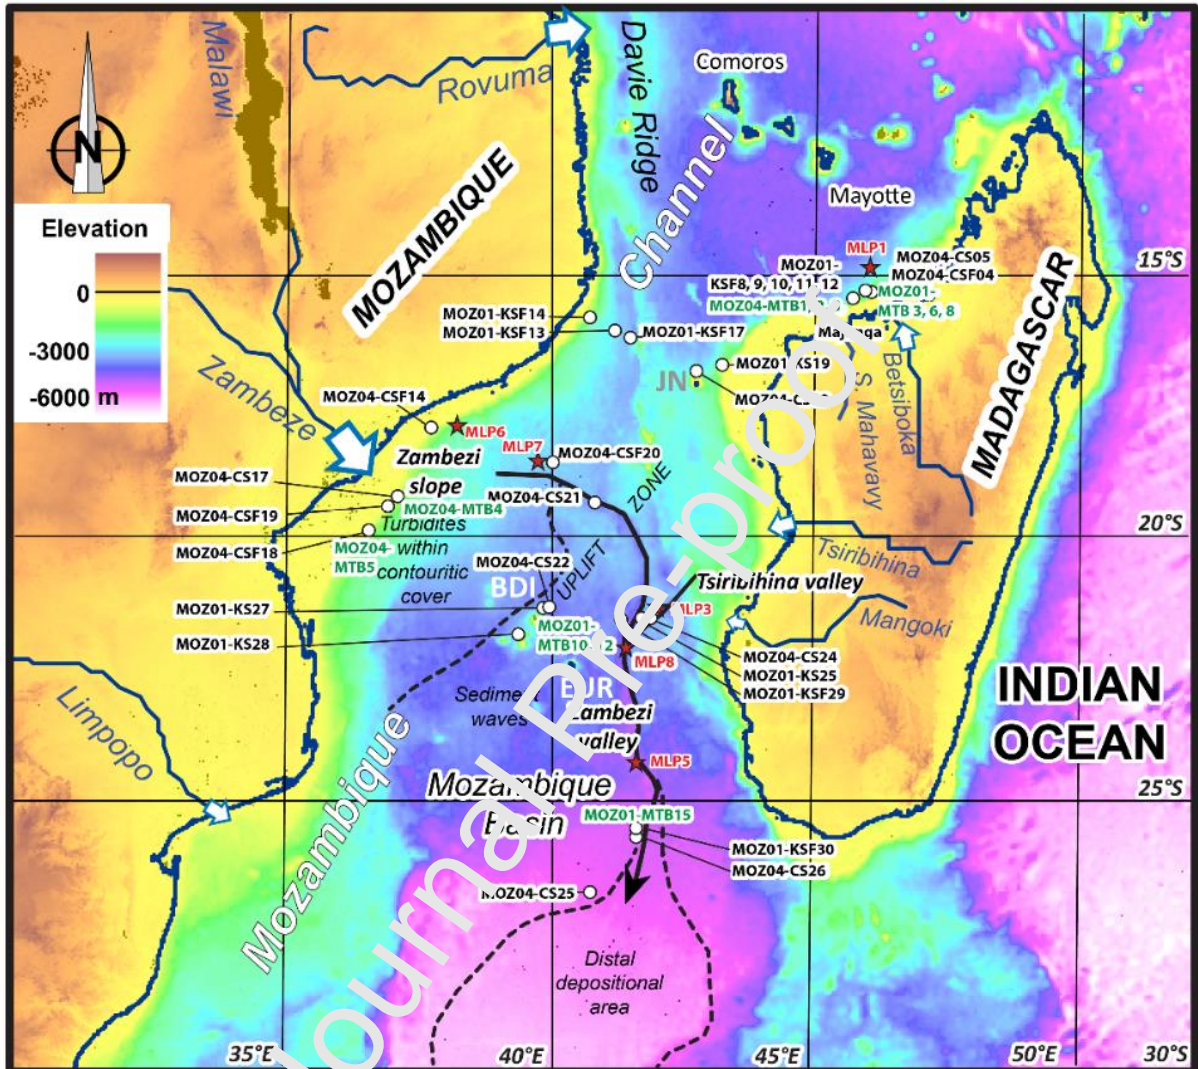 Malawi
Rovuma
Davie Ridge
Comoros
Channel
Mayotte
N
MOZAMBIQUE
Elevation
0
-3000
-6000 m
MLP1
MOZ04-CS05
MOZ04-CSF04
15°S
MOZ01-
KSF8, 9, 10, 11, 12
MOZ04-MTB1,
MOZ01-
MTB 3, 6, 8
MOZ01-KSF14
MOZ01-KSF13
MOZ01-KSF17
MOZ01-KS19
JN
MADAGASCAR
Zambeze
S. Mahavavy
Betsiboka
MOZ04-CSF14
MLP6
MLP7
MOZ04-CSF20
Zambezi
slope
MOZ04-CS17
MOZ04-CS21
ZONE
MOZ04-CSF19
MOZ04-MTB4
20°S
MOZ04-CSF18
Turbidites
within
contouritic
cover
MOZ04-
MTB5
MOZ04-CS22
UPLIFT
Tsiribihina
Tsiribihina valley
BDI
MOZ01-KS27
MLP3
Mangoki
MOZ01-
MTB10
MOZ01-KS28
MLP8
MOZ04-CS24
MOZ01-KS25
MOZ01-KSF29
INDIAN
OCEAN
Limpopo
EUR
waves
Zambezi
valley
MLP5
Mozambique
Mozambique
Basin
25°S
MOZ01-MTB15
MOZ01-KSF30
MOZ04-CS26
MOZ04-CS25
Distal
depositional
area
35°E
40°E
45°E
50°E
30°S
Journal Pre-proof